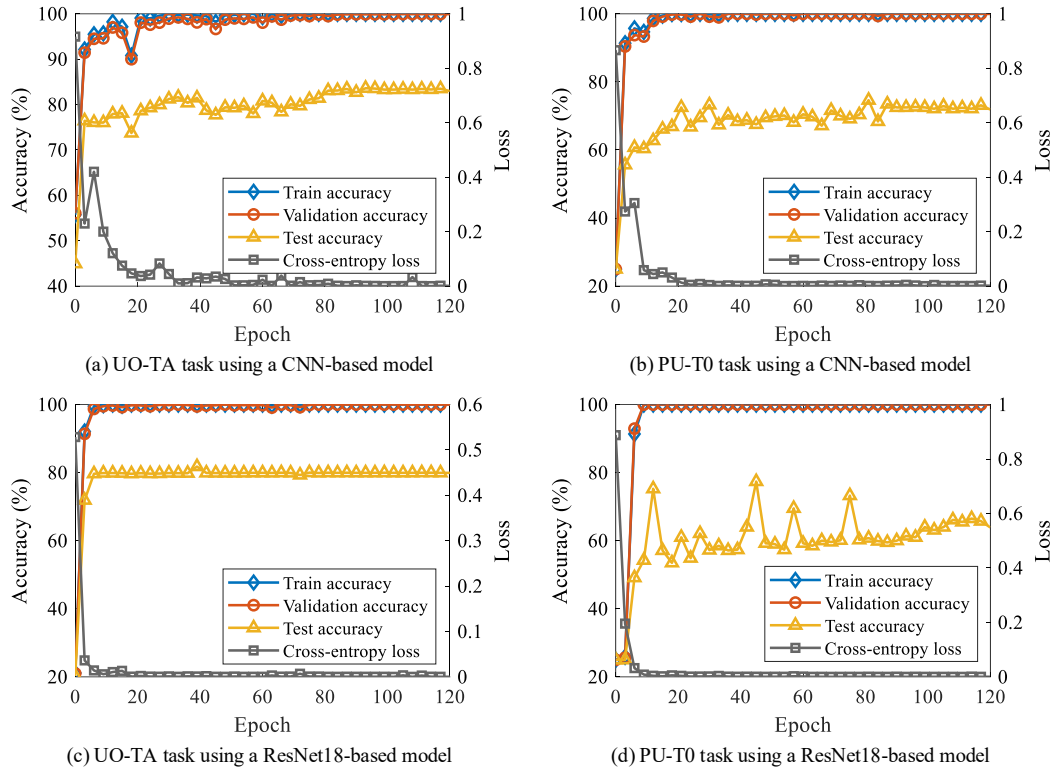 100
90
80
70
60
50
40
Accuracy (%)
1
0.8
0.6
0.4
0.2
0
Loss
Train accuracy
Validation accuracy
Test accuracy
Cross-entropy loss
0 20 40 60 80 100 120
Epoch
(a) UO-TA task using a CNN-based model
100
80
60
40
20
Accuracy (%)
1
0.8
0.6
0.4
0.2
0
Loss
Train accuracy
Validation accuracy
Test accuracy
Cross-entropy loss
0 20 40 60 80 100 120
Epoch
(b) PU-T0 task using a CNN-based model
100
80
60
40
20
Accuracy (%)
0.6
0.5
0.4
0.3
0.2
0.1
0
Loss
Train accuracy
Validation accuracy
Test accuracy
Cross-entropy loss
0 20 40 60 80 100 120
Epoch
(c) UO-TA task using a ResNet18-based model
100
80
60
40
20
Accuracy (%)
1
0.8
0.6
0.4
0.2
0
Loss
Train accuracy
Validation accuracy
Test accuracy
Cross-entropy loss
0 20 40 60 80 100 120
Epoch
(d) PU-T0 task using a ResNet18-based model